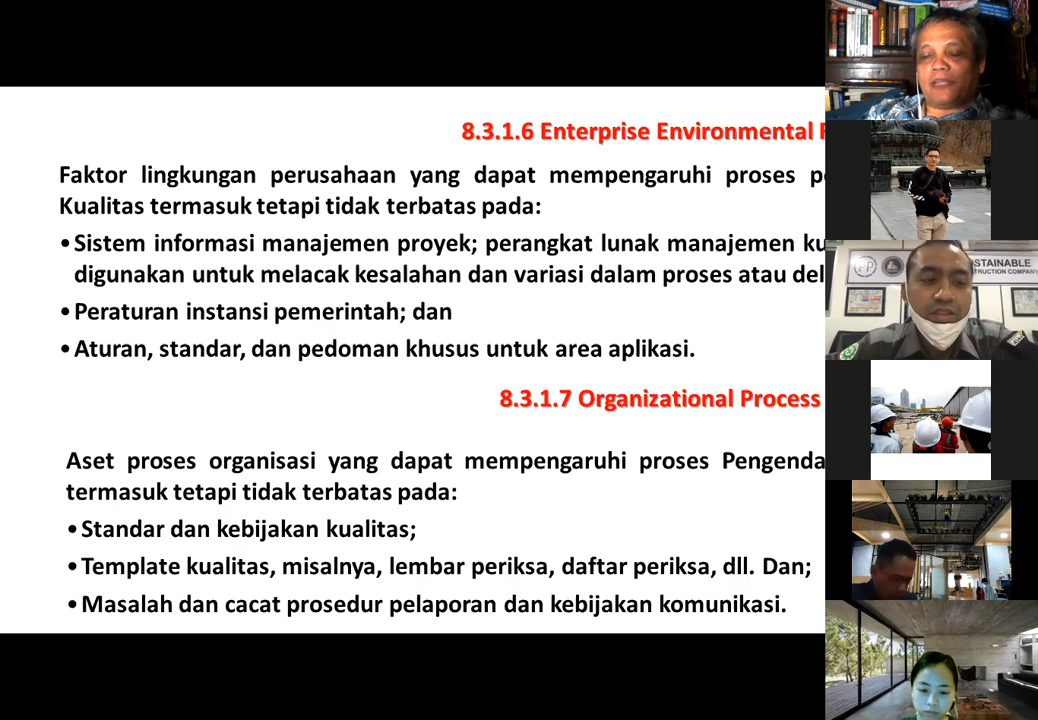 8.3.1.6 Enterprise Environmental
Faktor lingkungan perusahaan yang dapat mempengaruhi proses
Kualitas termasuk tetapi tidak terbatas pada:
•Sistem informasi manajemen proyek; perangkat lunak manajemen
digunakan untuk melacak kesalahan dan variasi dalam proses atau
•Peraturan instansi pemerintah; dan
•Aturan, standar, dan pedoman khusus untuk area aplikasi.
8.3.1.7 Organizational Process
Aset proses organisasi yang dapat mempengaruhi proses
termasuk tetapi tidak terbatas pada:
•Standar dan kebijakan kualitas;
•Template kualitas, misalnya, lembar periksa, daftar periksa, dll. Dan;
•Masalah dan cacat prosedur pelaporan dan kebijakan komunikasi.